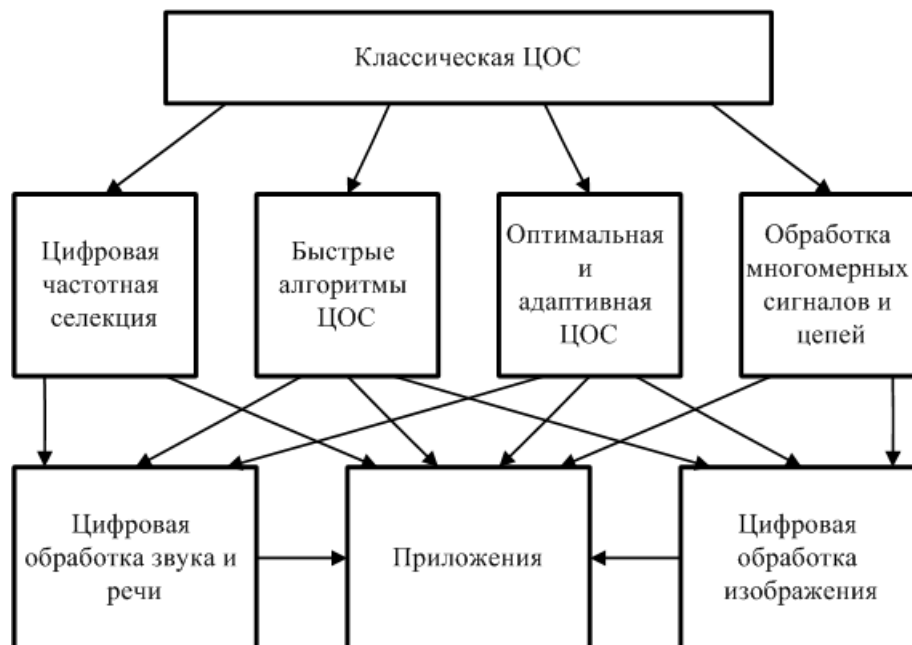 Классическая ЦОС
Цифровая
частотная
селекция
Быстрые
алгоритмы
ЦОС
Оптимальная
и
адаптивная
ЦОС
Обработка
многомерных
сигналов и
цепей
Цифровая
обработка звука и
речи
Приложения
Цифровая
обработка
изображения